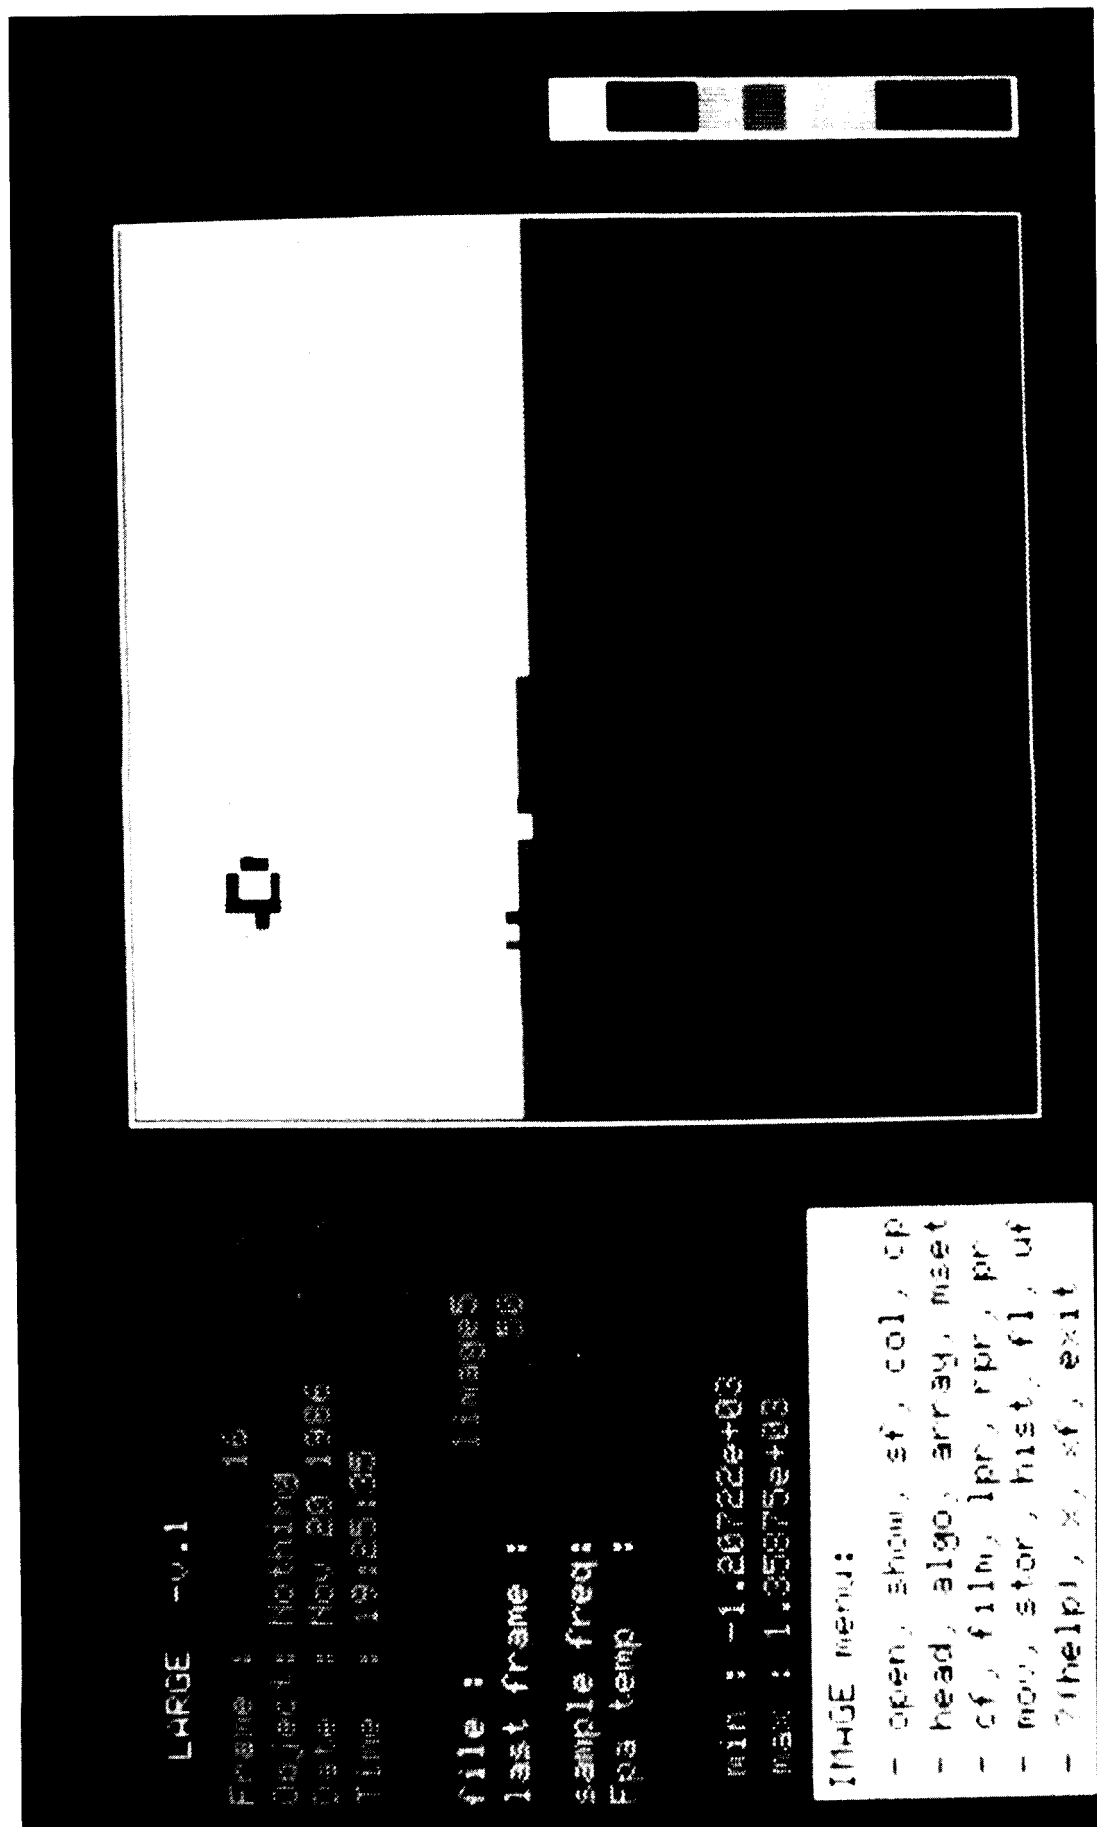 LARGE -v.1
Frame : 16
Object: Nothing
Date : Nov 20 1986
Time : 19:25:35
file : limage5
last frame : 50
sample freq:
Fpa temp :
min : -1.20722e+03
max : 1.35875e+03
IMAGE menu:
- open, show, sf, col, cp
- head, algo, array, mset
- cf, film, lpr, rpr, pr
- mov, stor, hist, fl, uf
- ?(help), x, xf, exit